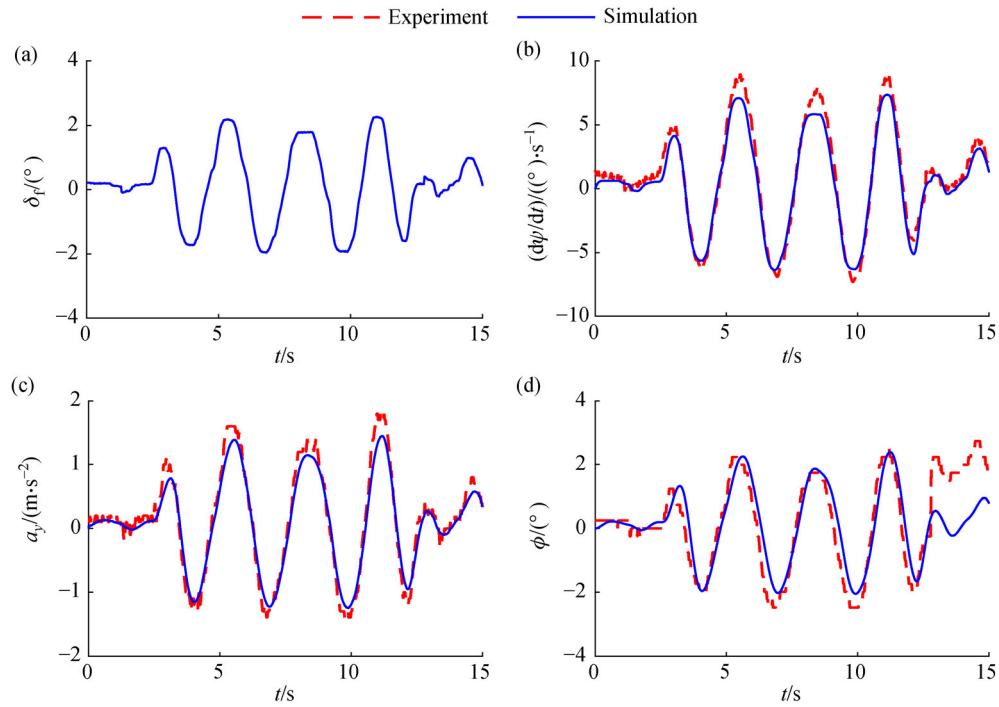 Experiment Simulation
(a)
4
2
0
−2
−4
δf/(°)
0 5 10 15
t/s
(b)
10
5
0
−5
−10
(dψ/dt)/((°)·s⁻¹)
0 5 10 15
t/s
(c)
2
1
0
−1
−2
ay/(m·s⁻²)
0 5 10 15
t/s
(d)
4
2
0
−2
−4
ϕ/(°)
0 5 10 15
t/s